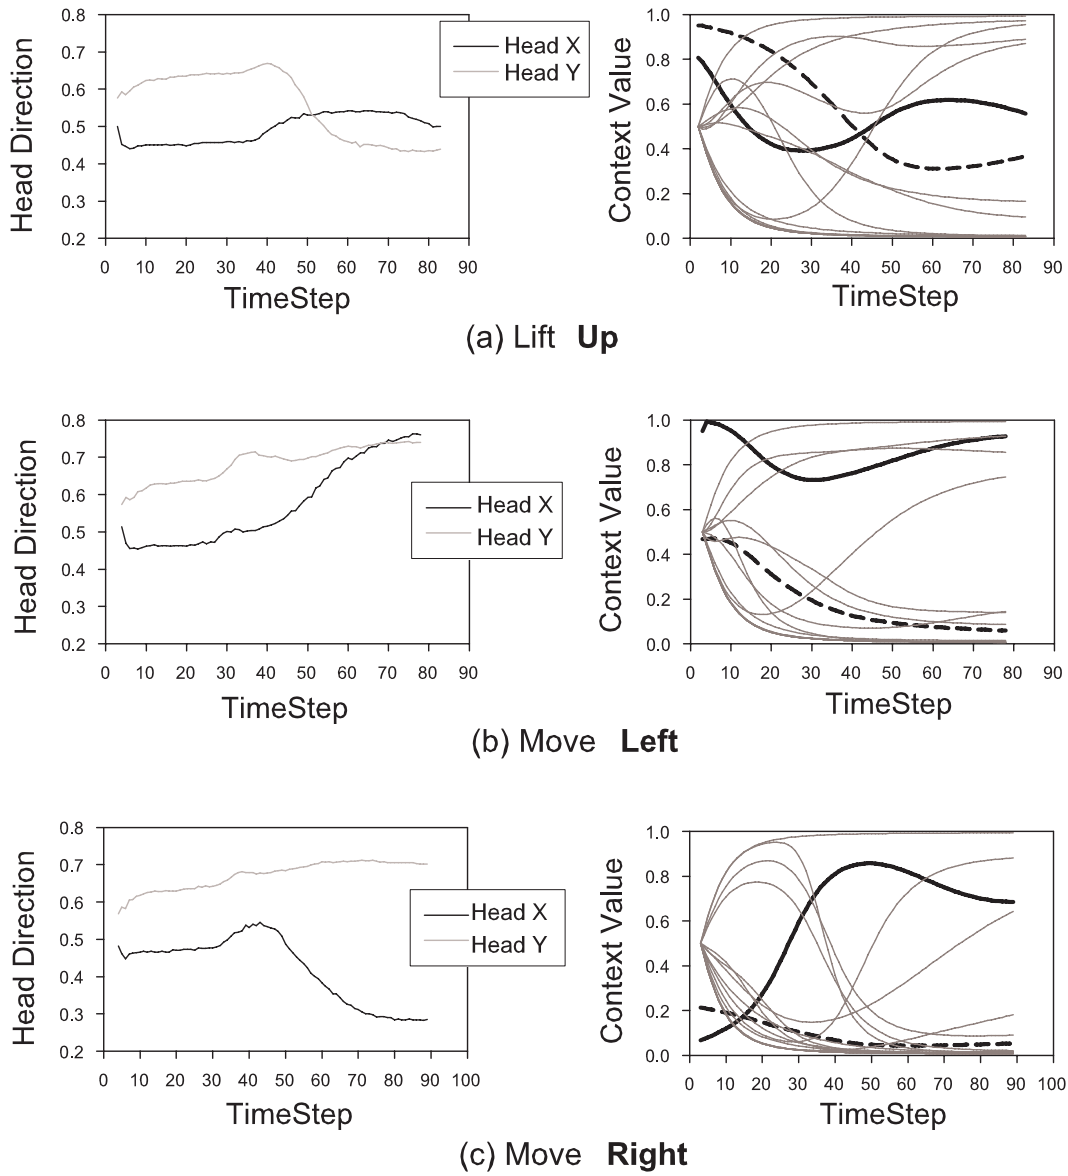 Head Direction
0.8
0.7
0.6
0.5
0.4
0.3
0.2
Head X
Head Y
0 10 20 30 40 50 60 70 80 90
TimeStep
Context Value
1.0
0.8
0.6
0.4
0.2
0.0
0 10 20 30 40 50 60 70 80 90
TimeStep
(a) Lift Up
Head Direction
0.8
0.7
0.6
0.5
0.4
0.3
0.2
Head X
Head Y
0 10 20 30 40 50 60 70 80 90
TimeStep
Context Value
1.0
0.8
0.6
0.4
0.2
0.0
0 10 20 30 40 50 60 70 80 90
TimeStep
(b) Move Left
Head Direction
0.8
0.7
0.6
0.5
0.4
0.3
0.2
Head X
Head Y
0 10 20 30 40 50 60 70 80 90 100
TimeStep
Context Value
1.0
0.8
0.6
0.4
0.2
0.0
0 10 20 30 40 50 60 70 80 90 100
TimeStep
(c) Move Right